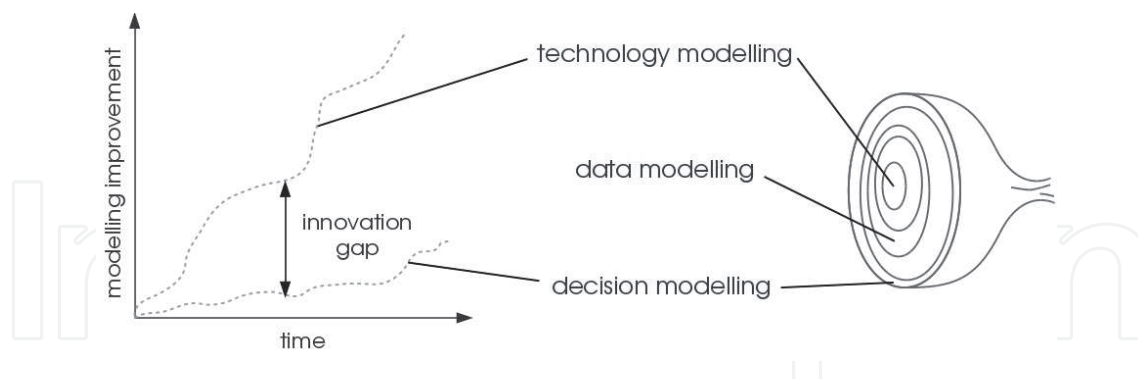 modelling improvement
technology modelling
data modelling
innovation
gap
decision modelling
time